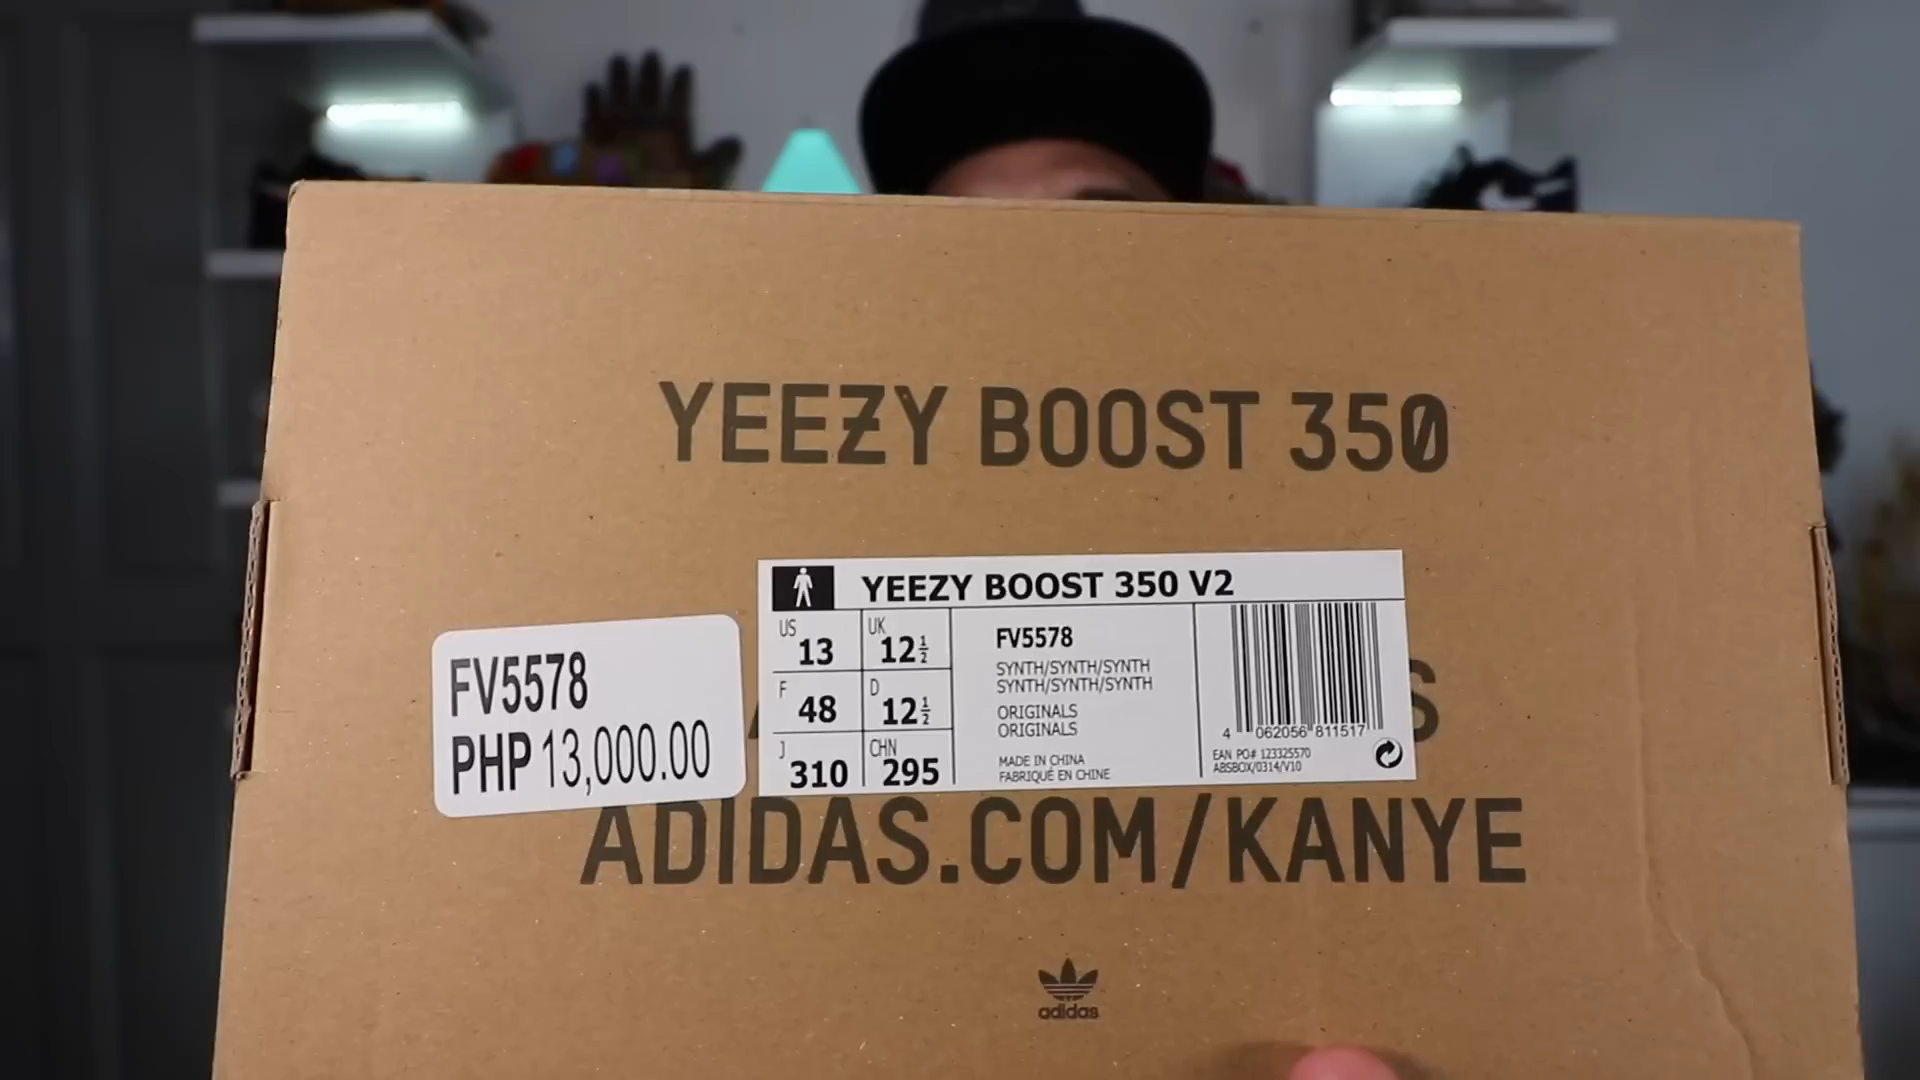 YEEZY BOOST 350
YEEZY BOOST 350 V2
US 13 UK 12½
F 48 D 12½
J 310 CHN 295
FV5578
SYNTH/SYNTH/SYNTH
SYNTH/SYNTH/SYNTH
ORIGINALS
ORIGINALS
MADE IN CHINA
FABRIQUÉ EN CHINE
4 062056 811517
EAN PO# 123325570
ABSBOX/0314/V10
FV5578
PHP 13,000.00
S
ADIDAS.COM/KANYE
adidas